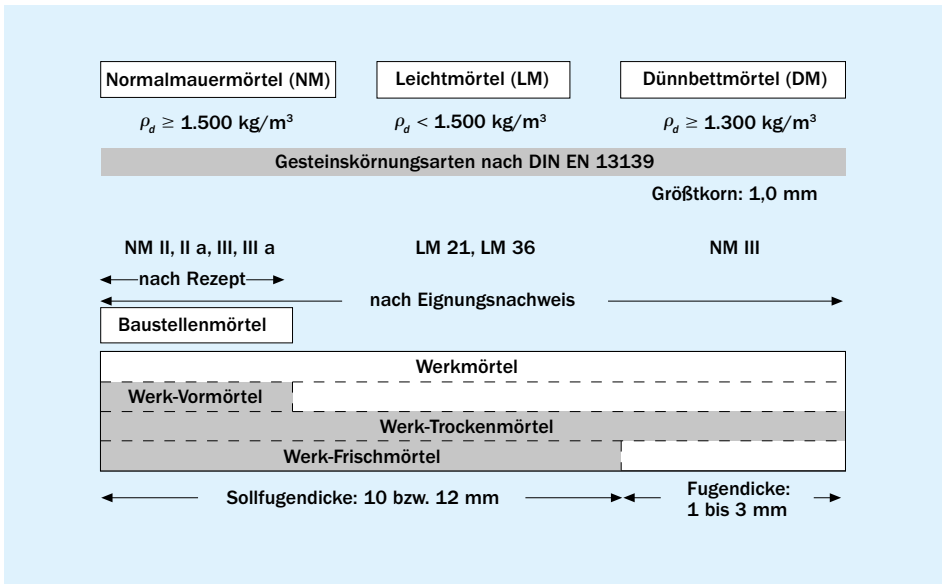 Normalmauermörtel (NM) Leichtmörtel (LM) Dünnbettmörtel (DM)
ρd ≥ 1.500 kg/m³ ρd < 1.500 kg/m³ ρd ≥ 1.300 kg/m³
Gesteinskörnungsarten nach DIN EN 13139
Größtkorn: 1,0 mm
NM II, II a, III, III a LM 21, LM 36 NM III
nach Rezept
nach Eignungsnachweis
Baustellenmörtel
Werkmörtel
Werk-Vormörtel
Werk-Trockenmörtel
Werk-Frischmörtel
Sollfugendicke: 10 bzw. 12 mm
Fugendicke:
1 bis 3 mm